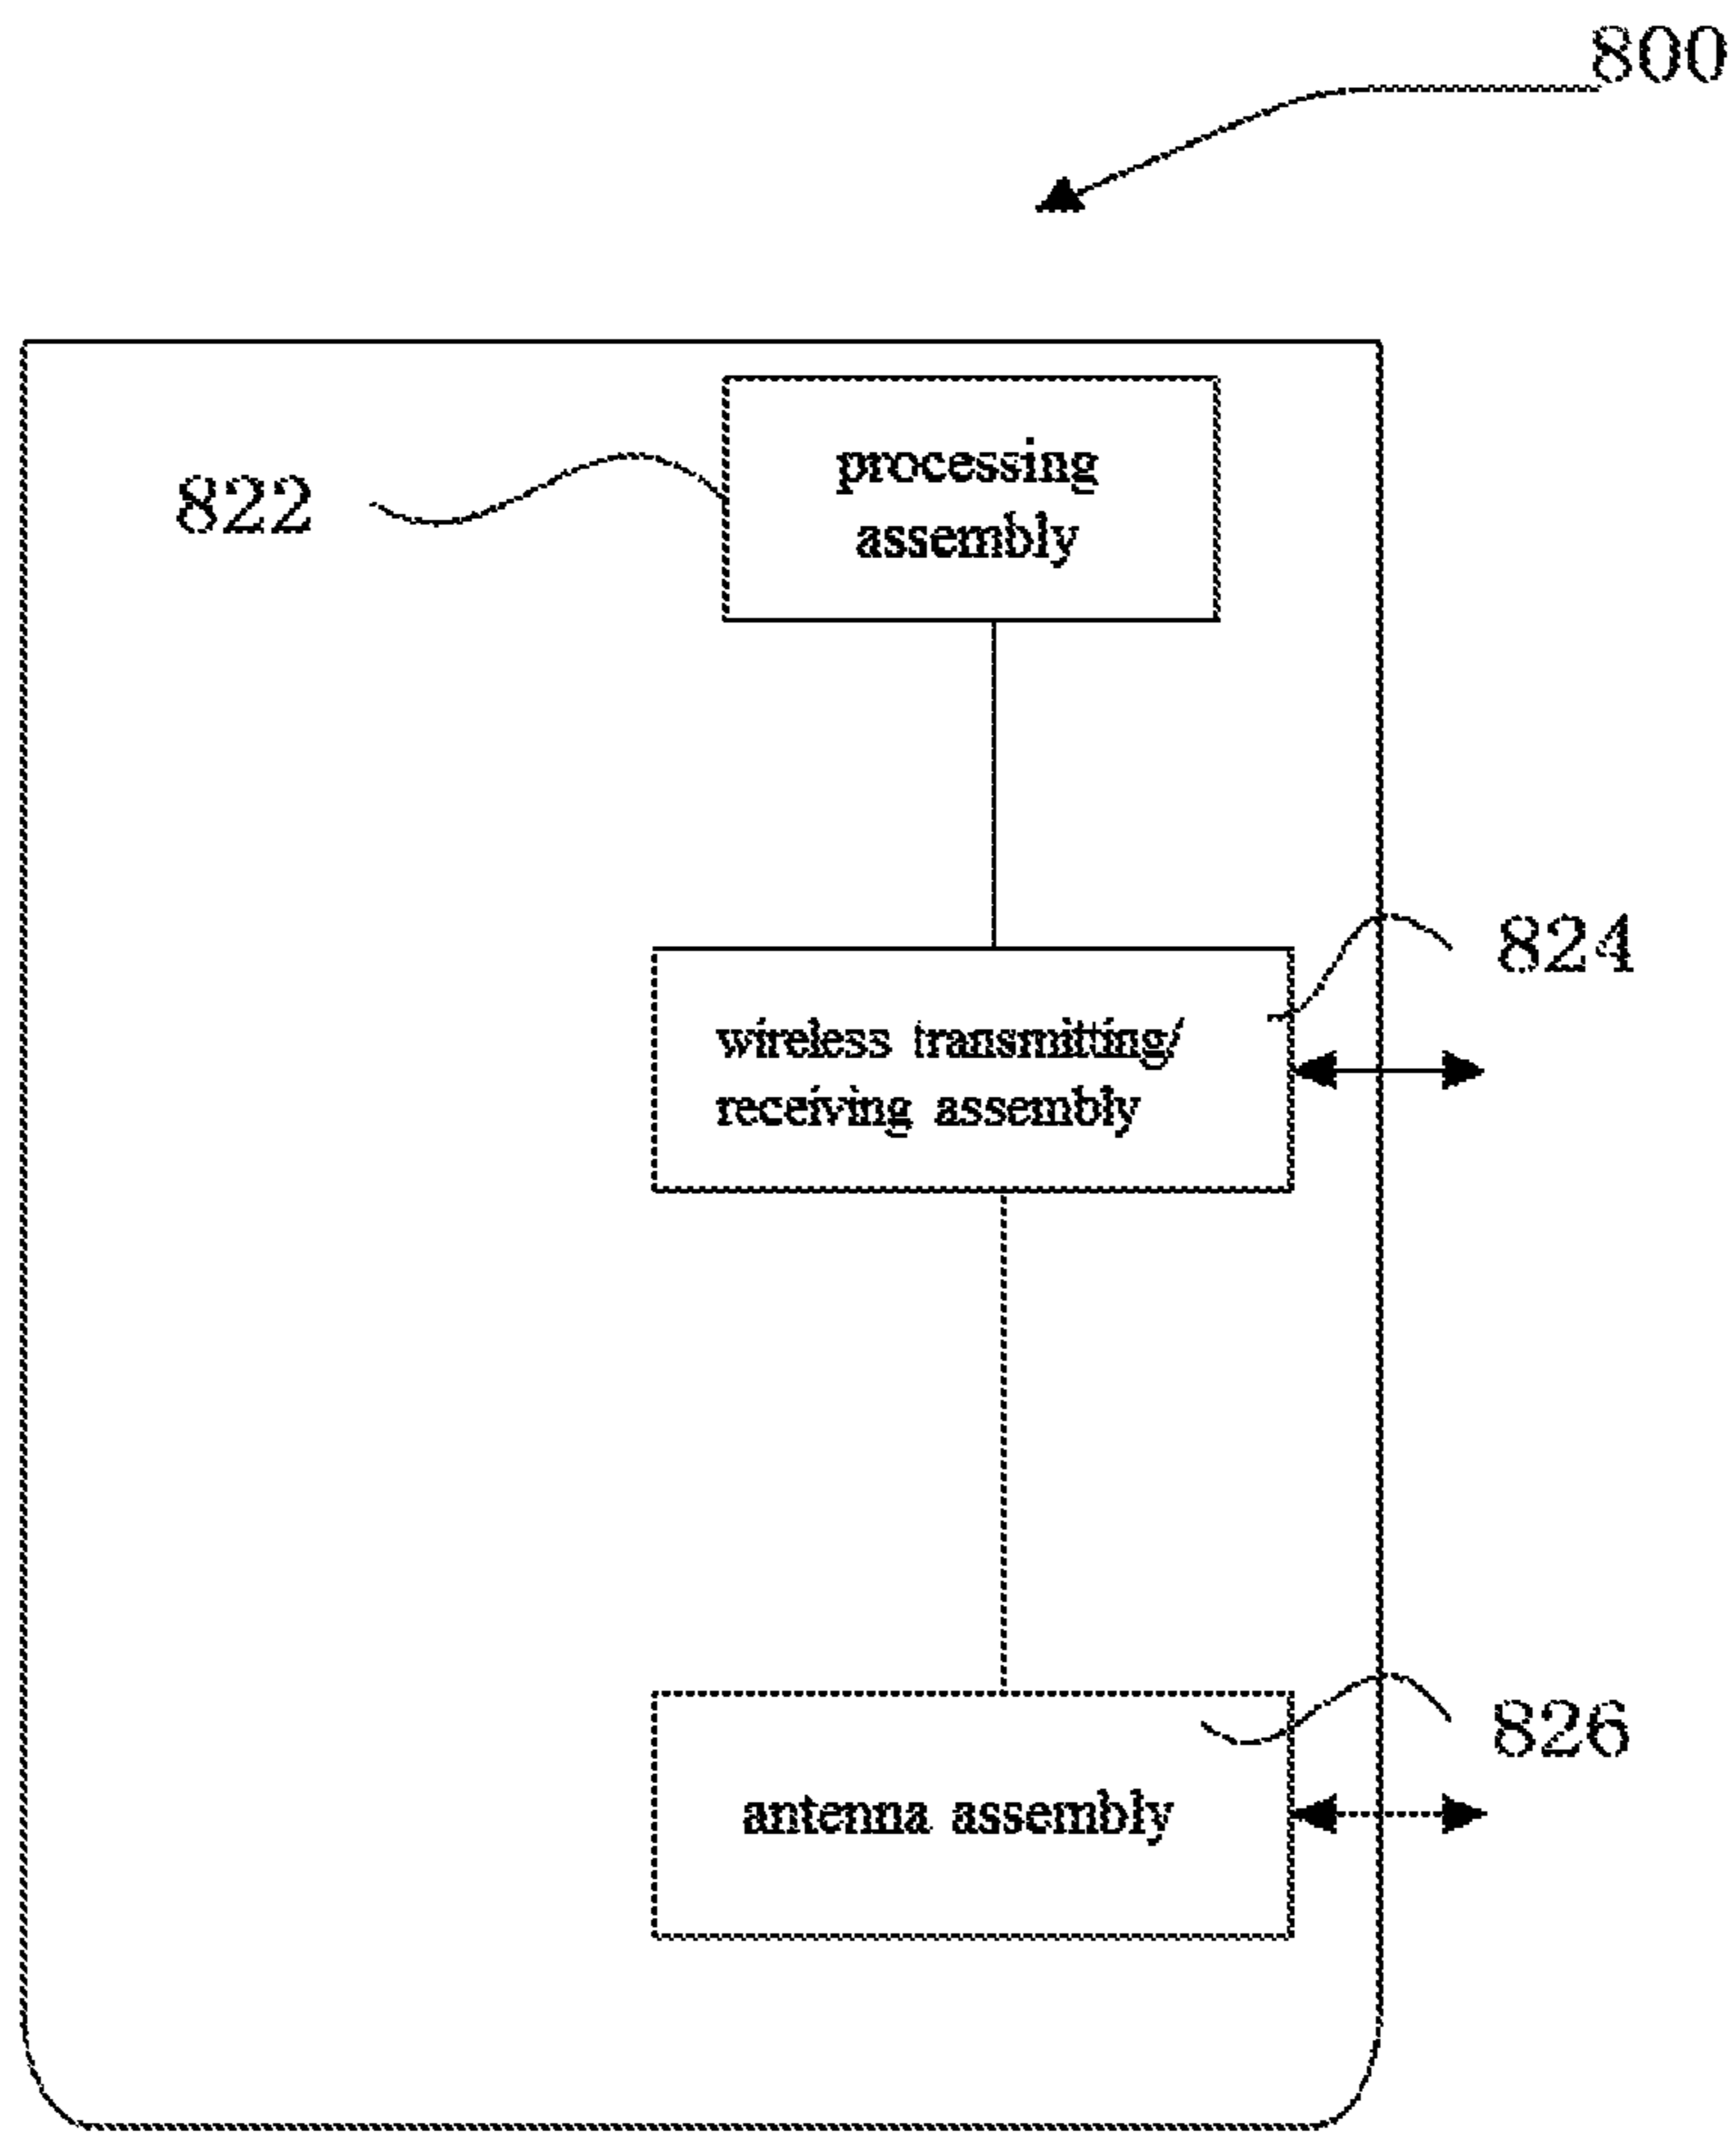 800
822
processing
assembly
824
wireless transmitting/
receiving assembly
826
antenna assembly